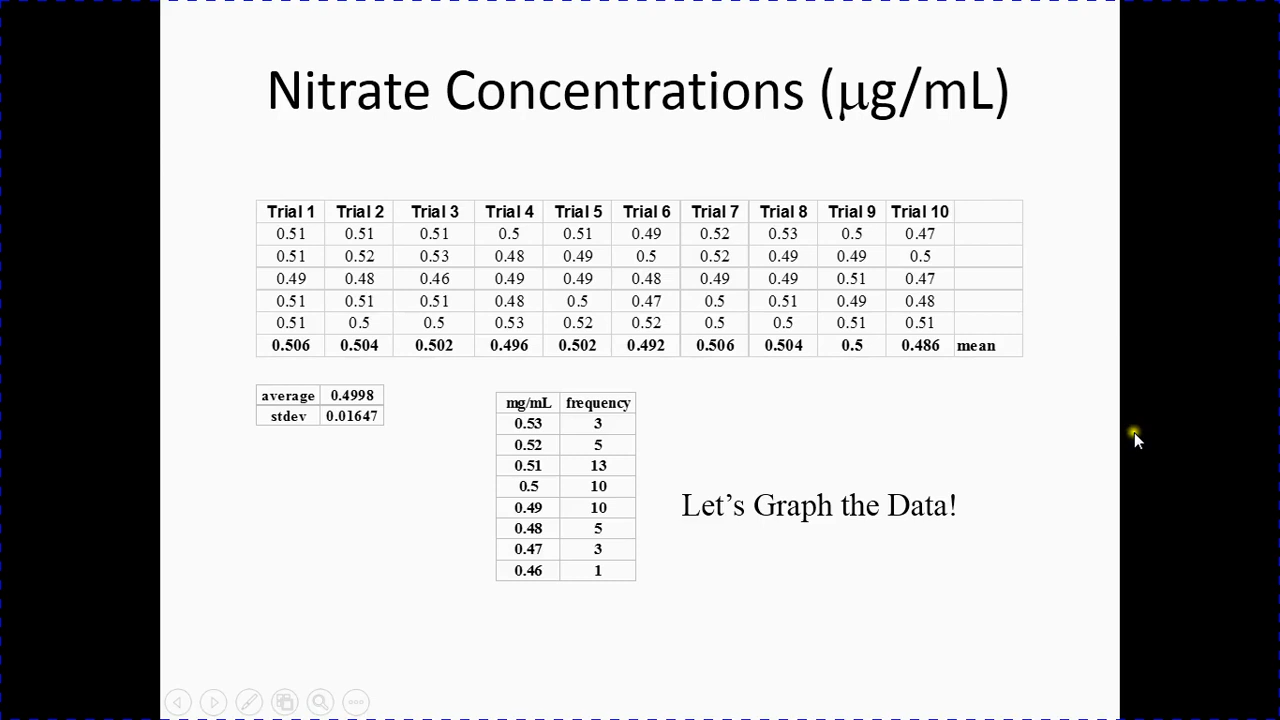 Nitrate Concentrations (μg/mL)
Trial 1 Trial 2 Trial 3 Trial 4 Trial 5 Trial 6 Trial 7 Trial 8 Trial 9 Trial 10
0.51 0.51 0.51 0.5 0.51 0.49 0.52 0.53 0.5 0.47
0.51 0.52 0.53 0.48 0.49 0.5 0.52 0.49 0.49 0.5
0.49 0.48 0.46 0.49 0.49 0.48 0.49 0.49 0.51 0.47
0.51 0.51 0.51 0.48 0.5 0.47 0.5 0.51 0.49 0.48
0.51 0.5 0.5 0.53 0.52 0.52 0.5 0.5 0.51 0.51
0.506 0.504 0.502 0.496 0.502 0.492 0.506 0.504 0.5 0.486 mean
average 0.4998
stdev 0.01647
mg/mL frequency
0.53 3
0.52 5
0.51 13
0.5 10
0.49 10
0.48 5
0.47 3
0.46 1
Let's Graph the Data!